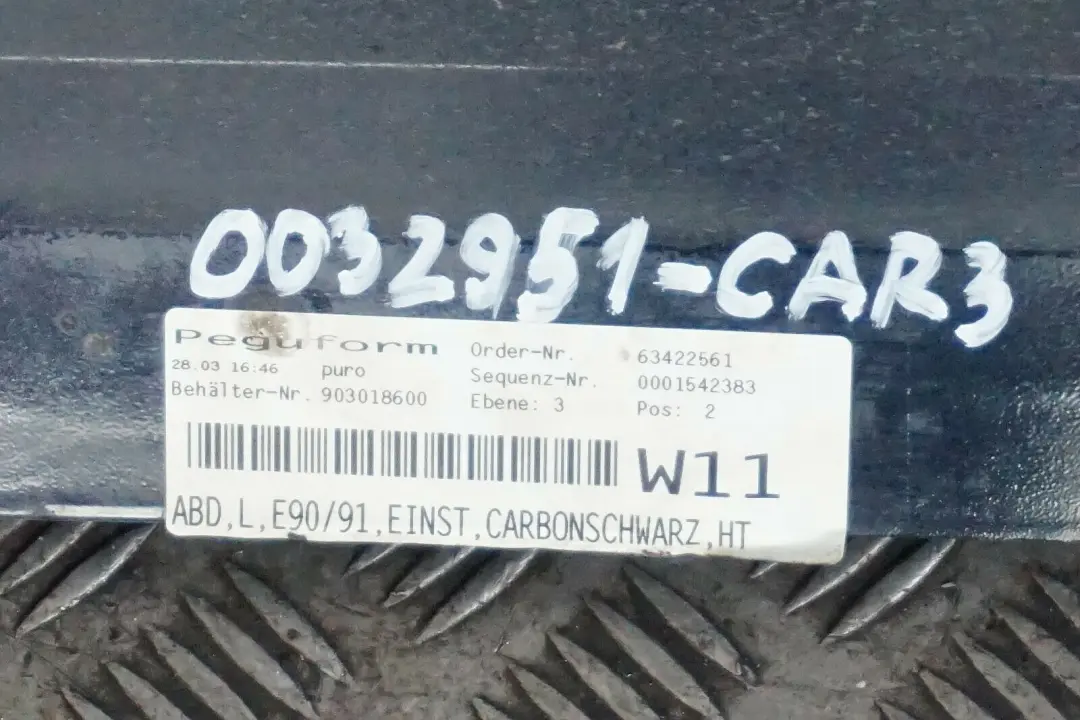 0032951-CAR3
Peguform
28.03 16:46 puro
Behälter-Nr. 903018600
Order-Nr. 63422561
Sequenz-Nr. 0001542383
Ebene: 3 Pos: 2
W11
ABD,L,E90/91,EINST,CARBONSCHWARZ,HT